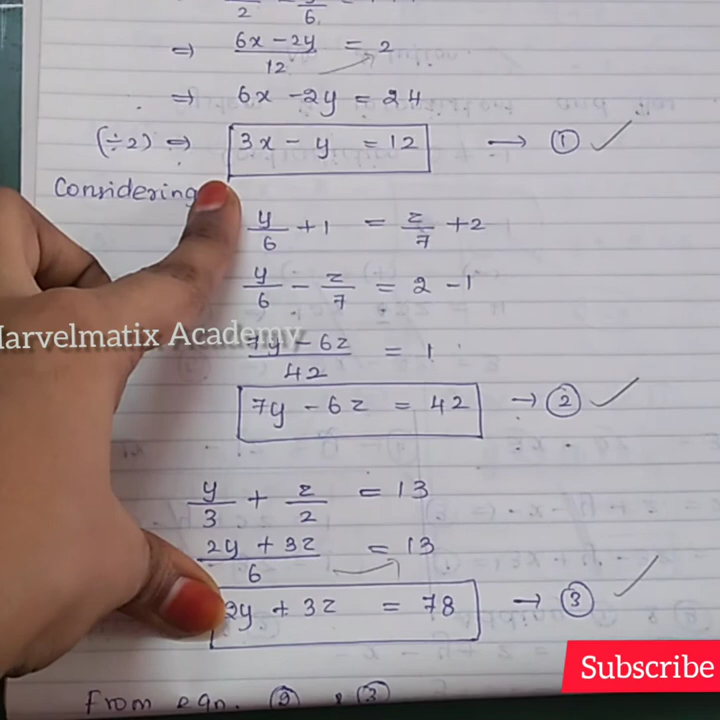 2 6
⇒ 6x - 2y / 12 = 2
⇒ 6x - 2y = 24
(÷2) ⇒ 3x - y = 12 → ①
Considering
y/6 + 1 = z/7 + 2
y/6 - z/7 = 2 - 1
Marvelmatix Academy
7y - 6z / 42 = 1
7y - 6z = 42 → ②
y/3 + z/2 = 13
2y + 3z / 6 = 13
2y + 3z = 78 → ③
Subscribe
From eqn. ② & ③